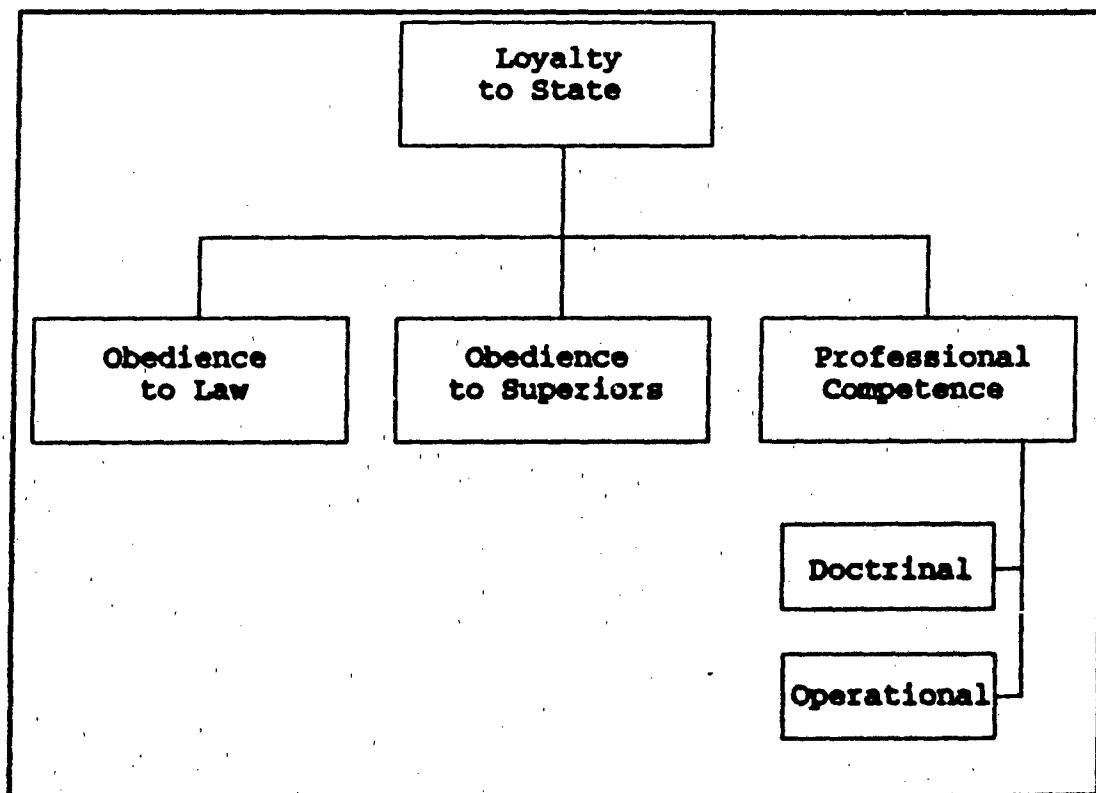 Loyalty
to State
Obedience
to Law
Obedience
to Superiors
Professional
Competence
Doctrinal
Operational